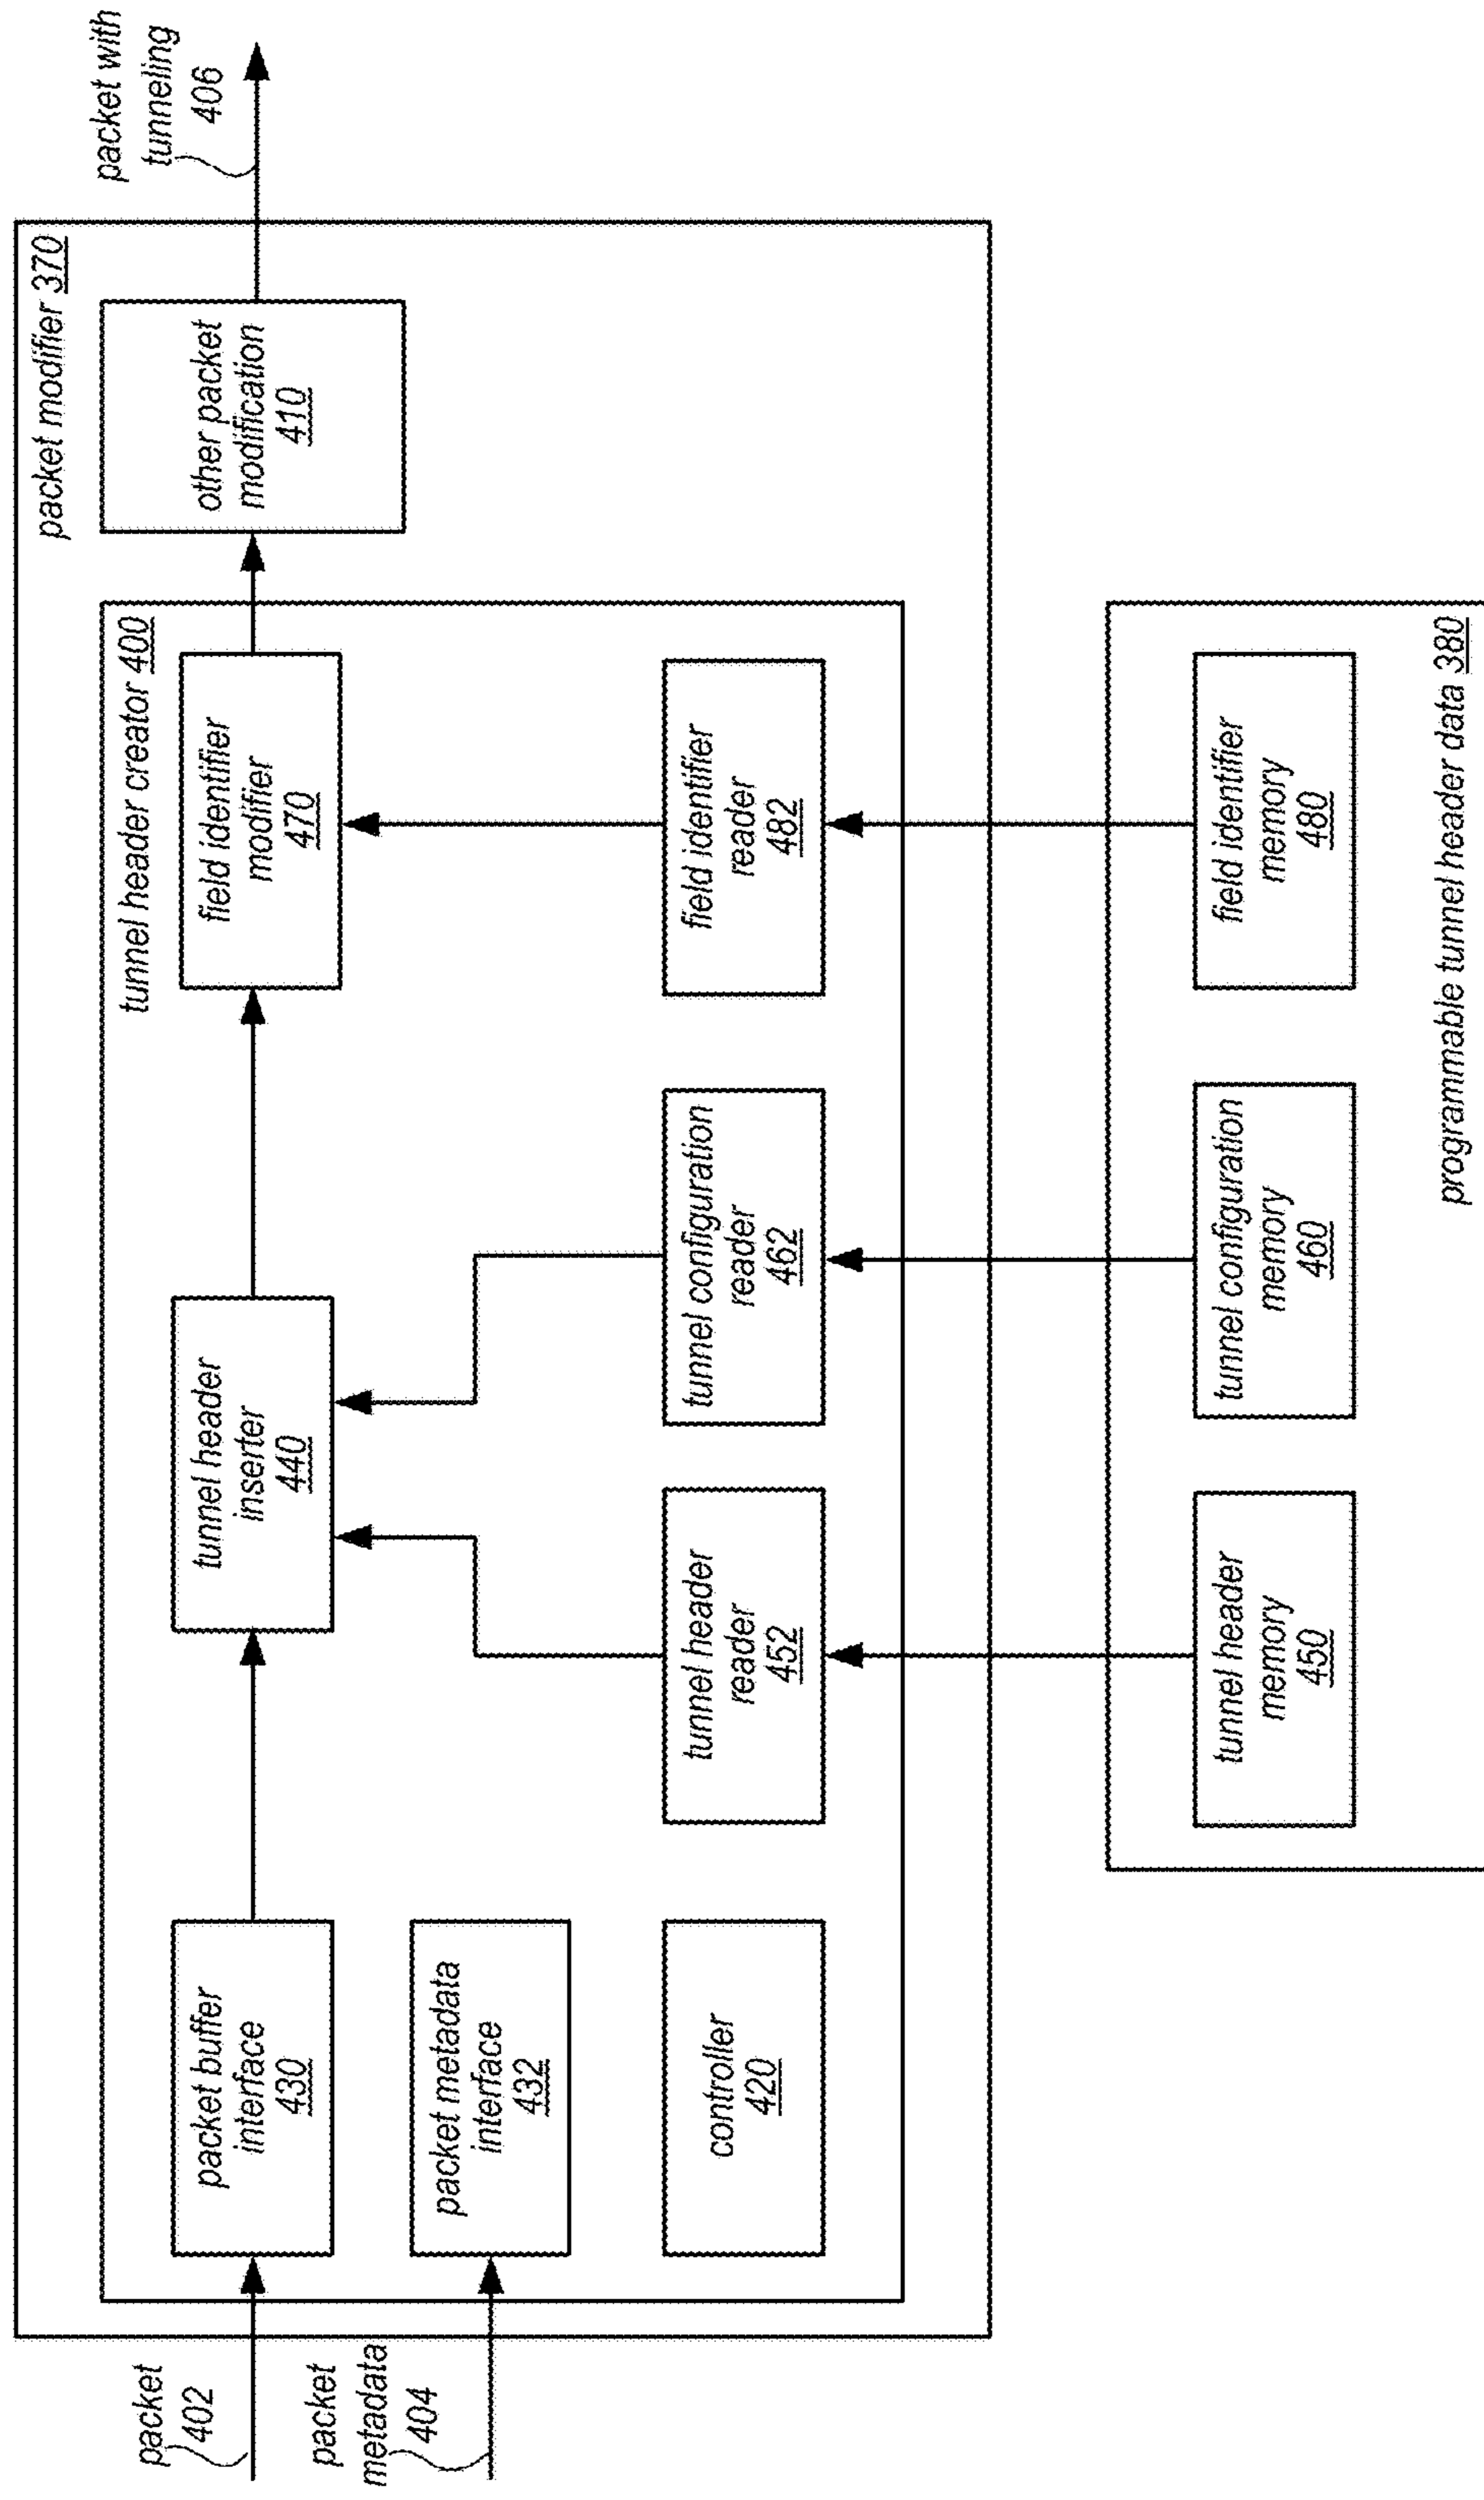 packet with
tunneling
406
packet modifier 370
other packet
modification
410
tunnel header creator 400
packet
402
packet
metadata
404
packet buffer
interface
430
tunnel header
inserter
440
field identifier
modifier
470
packet metadata
interface
432
controller
420
tunnel header
reader
452
tunnel configuration
reader
462
field identifier
reader
482
tunnel header
memory
450
tunnel configuration
memory
460
field identifier
memory
480
programmable tunnel header data 380